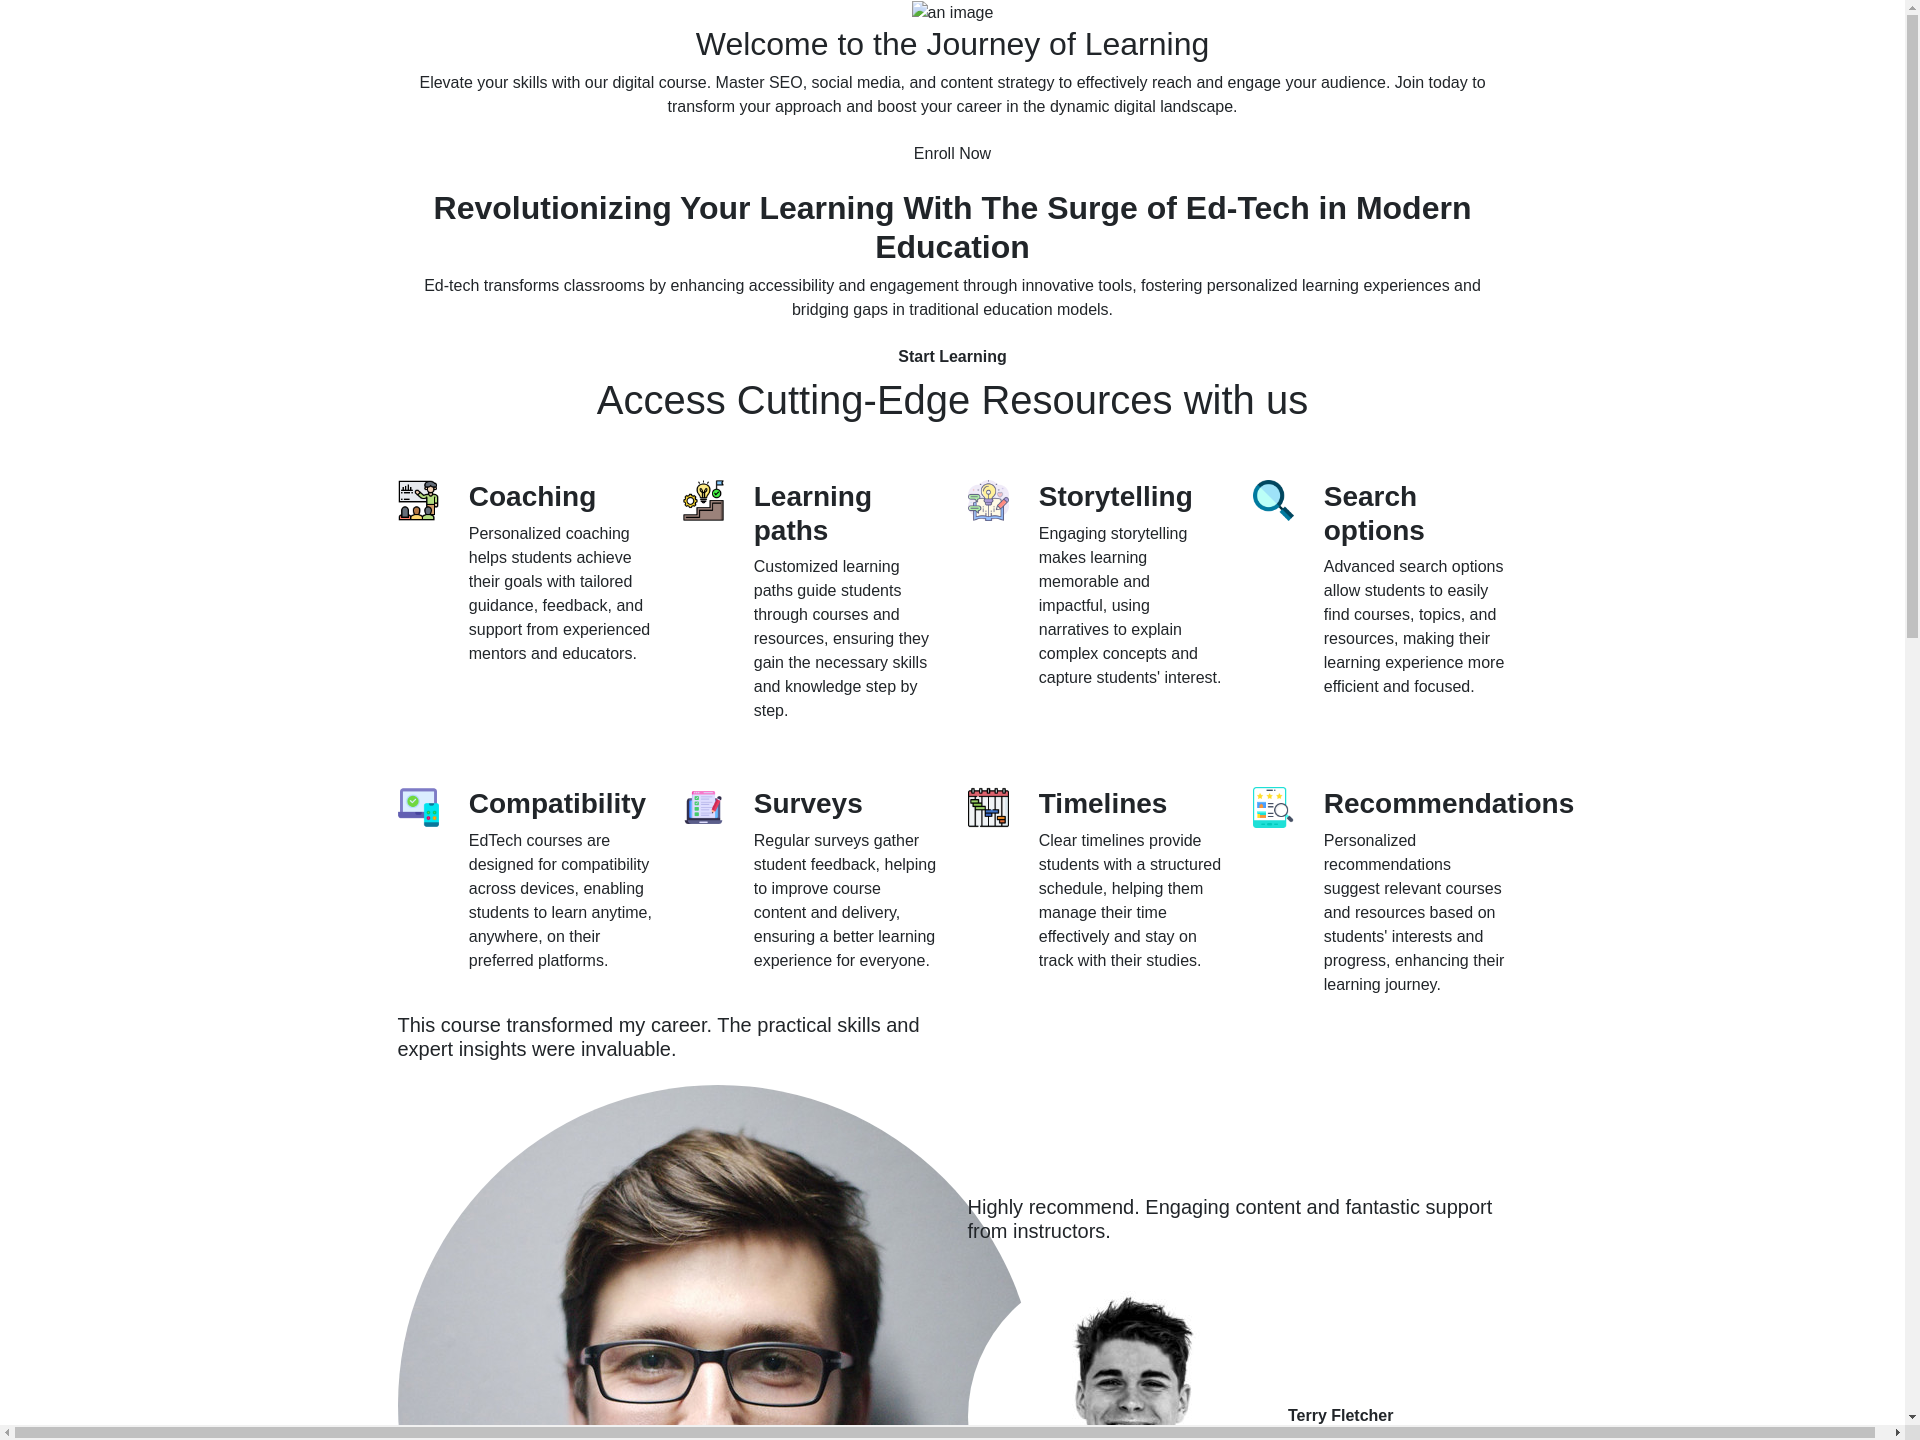 an image
Welcome to the Journey of Learning
Elevate your skills with our digital course. Master SEO, social media, and content strategy to effectively reach and engage your audience. Join today to
transform your approach and boost your career in the dynamic digital landscape.
Enroll Now
Revolutionizing Your Learning With The Surge of Ed-Tech in Modern
Education
Ed-tech transforms classrooms by enhancing accessibility and engagement through innovative tools, fostering personalized learning experiences and
bridging gaps in traditional education models.
Start Learning
Access Cutting-Edge Resources with us
Coaching
Personalized coaching
helps students achieve
their goals with tailored
guidance, feedback, and
support from experienced
mentors and educators.
Learning
paths
Customized learning
paths guide students
through courses and
resources, ensuring they
gain the necessary skills
and knowledge step by
step.
Storytelling
Engaging storytelling
makes learning
memorable and
impactful, using
narratives to explain
complex concepts and
capture students' interest.
Search
options
Advanced search options
allow students to easily
find courses, topics, and
resources, making their
learning experience more
efficient and focused.
Compatibility
EdTech courses are
designed for compatibility
across devices, enabling
students to learn anytime,
anywhere, on their
preferred platforms.
Surveys
Regular surveys gather
student feedback, helping
to improve course
content and delivery,
ensuring a better learning
experience for everyone.
Timelines
Clear timelines provide
students with a structured
schedule, helping them
manage their time
effectively and stay on
track with their studies.
Recommendations
Personalized
recommendations
suggest relevant courses
and resources based on
students' interests and
progress, enhancing their
learning journey.
This course transformed my career. The practical skills and
expert insights were invaluable.
Highly recommend. Engaging content and fantastic support
from instructors.
Terry Fletcher